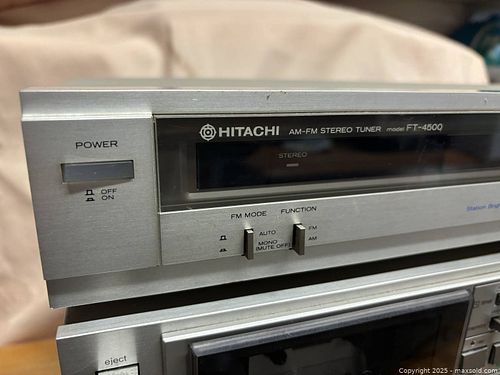 HITACHI AM-FM STEREO TUNER model FT-4500
POWER
STEREO
OFF
ON
FM MODE FUNCTION
AUTO
MONO
(MUTE OFF)
FM
AM
Station Brigh
eject
Copyright 2025 - maxsold.com